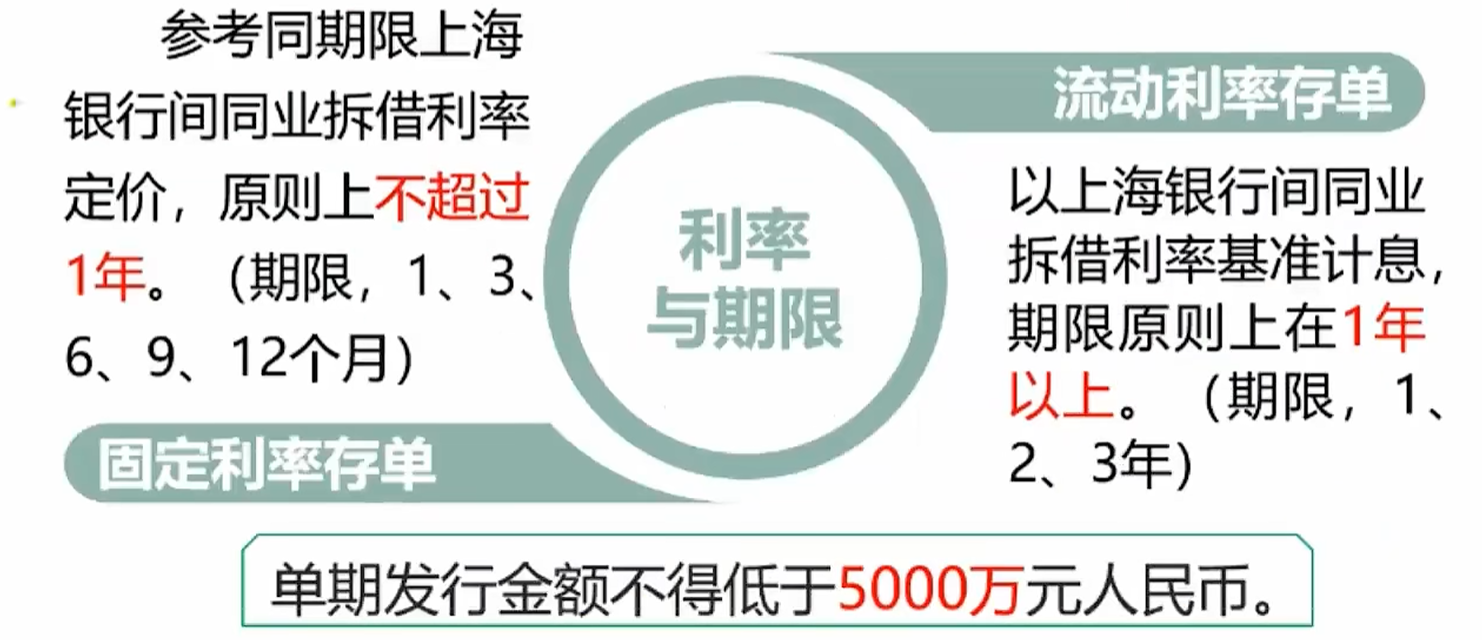 参考同期限上海
银行间同业拆借利率
定价，原则上不超过
1年。（期限，1、3、
6、9、12个月）
固定利率存单
利率
与期限
流动利率存单
以上海银行间同业
拆借利率基准计息，
期限原则上在1年
以上。（期限，1、
2、3年）
单期发行金额不得低于5000万元人民币。